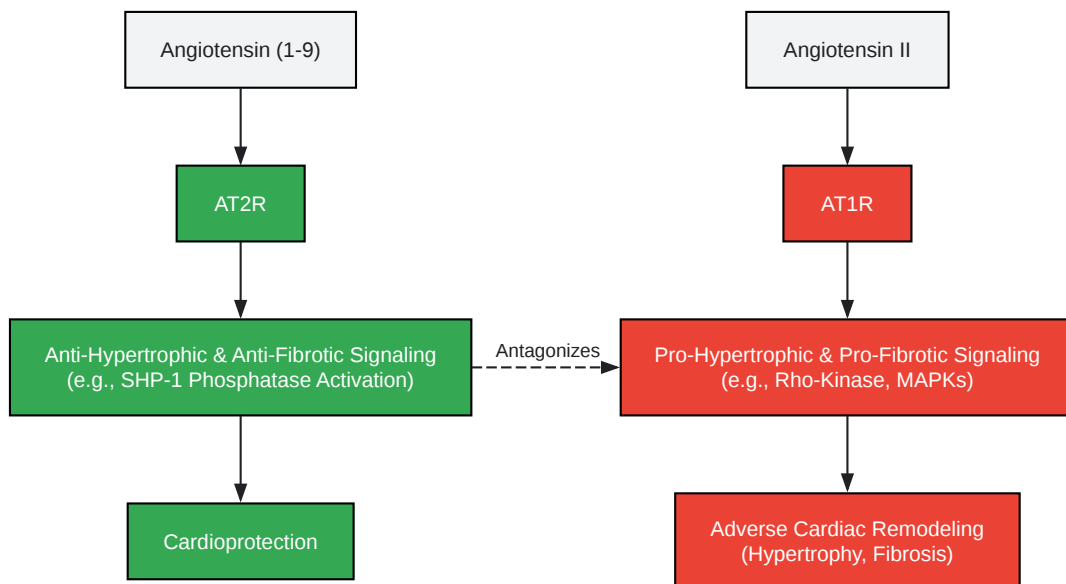 Angiotensin (1-9)
Angiotensin II
AT2R
AT1R
Anti-Hypertrophic & Anti-Fibrotic Signaling
(e.g., SHP-1 Phosphatase Activation)
Antagonizes
Pro-Hypertrophic & Pro-Fibrotic Signaling
(e.g., Rho-Kinase, MAPKs)
Cardioprotection
Adverse Cardiac Remodeling
(Hypertrophy, Fibrosis)